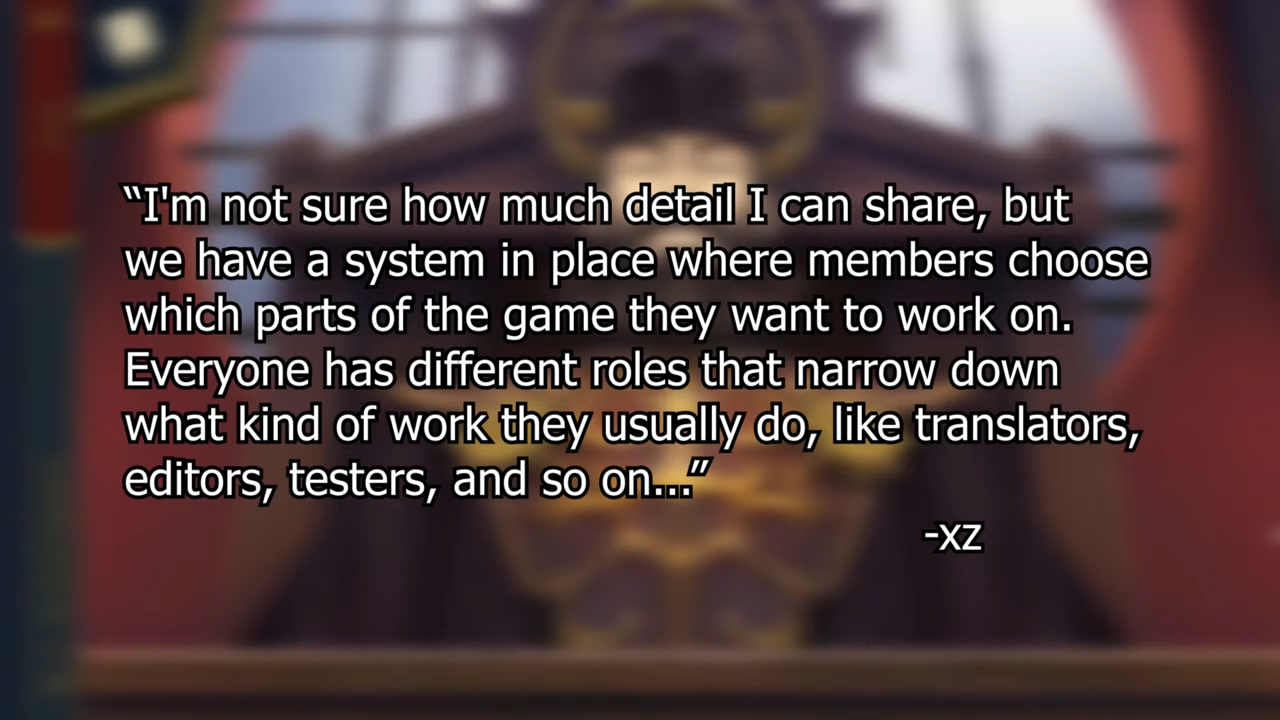 “I'm not sure how much detail I can share, but
we have a system in place where members choose
which parts of the game they want to work on.
Everyone has different roles that narrow down
what kind of work they usually do, like translators,
editors, testers, and so on...”
-xz